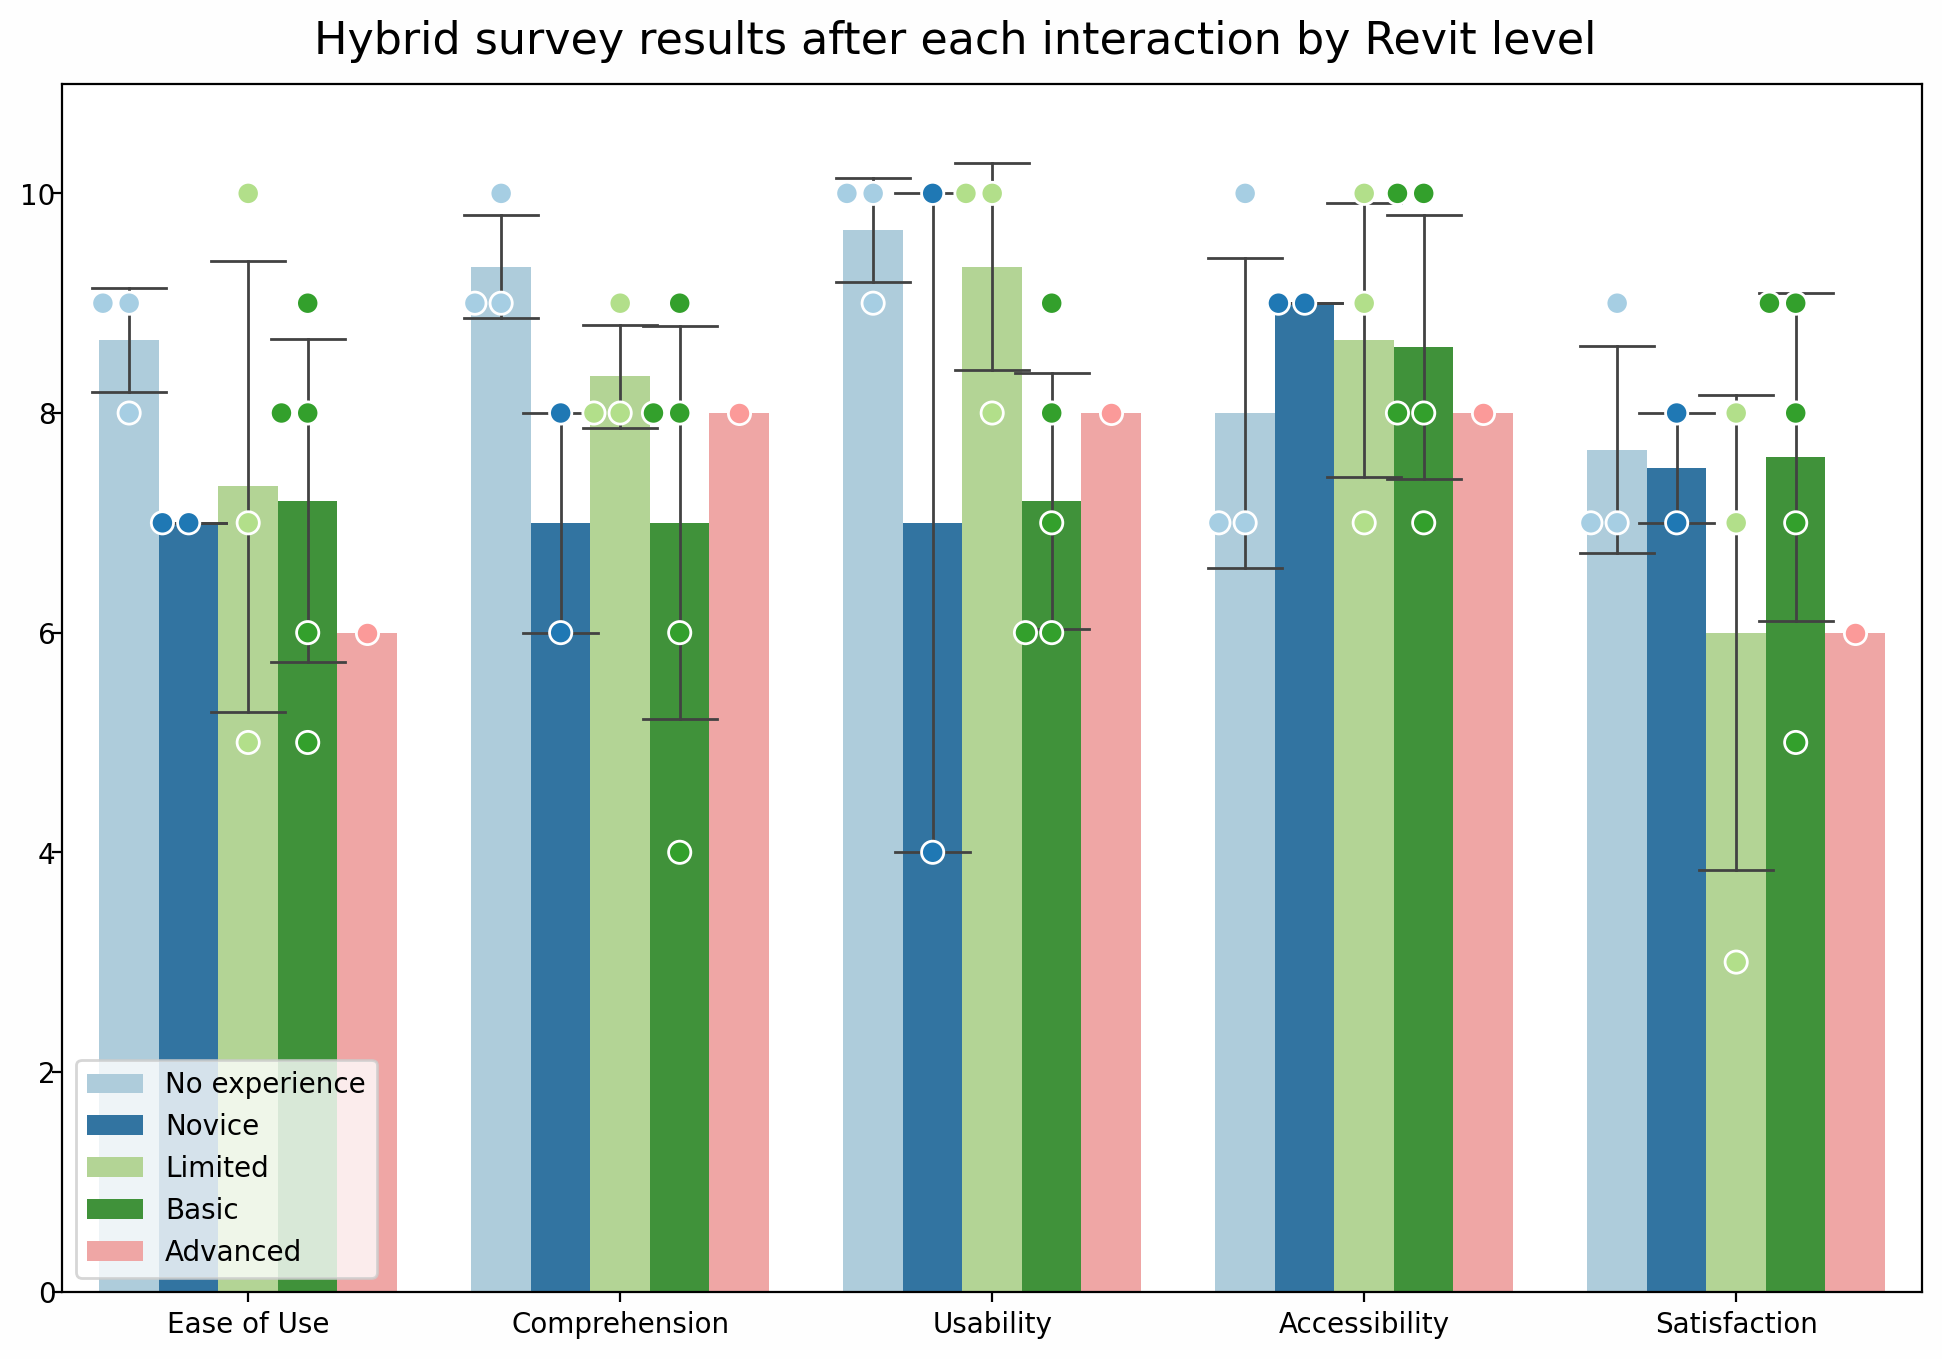 Hybrid survey results after each interaction by Revit level
10
8
6
4
2
0
No experience
Novice
Limited
Basic
Advanced
Ease of Use
Comprehension
Usability
Accessibility
Satisfaction